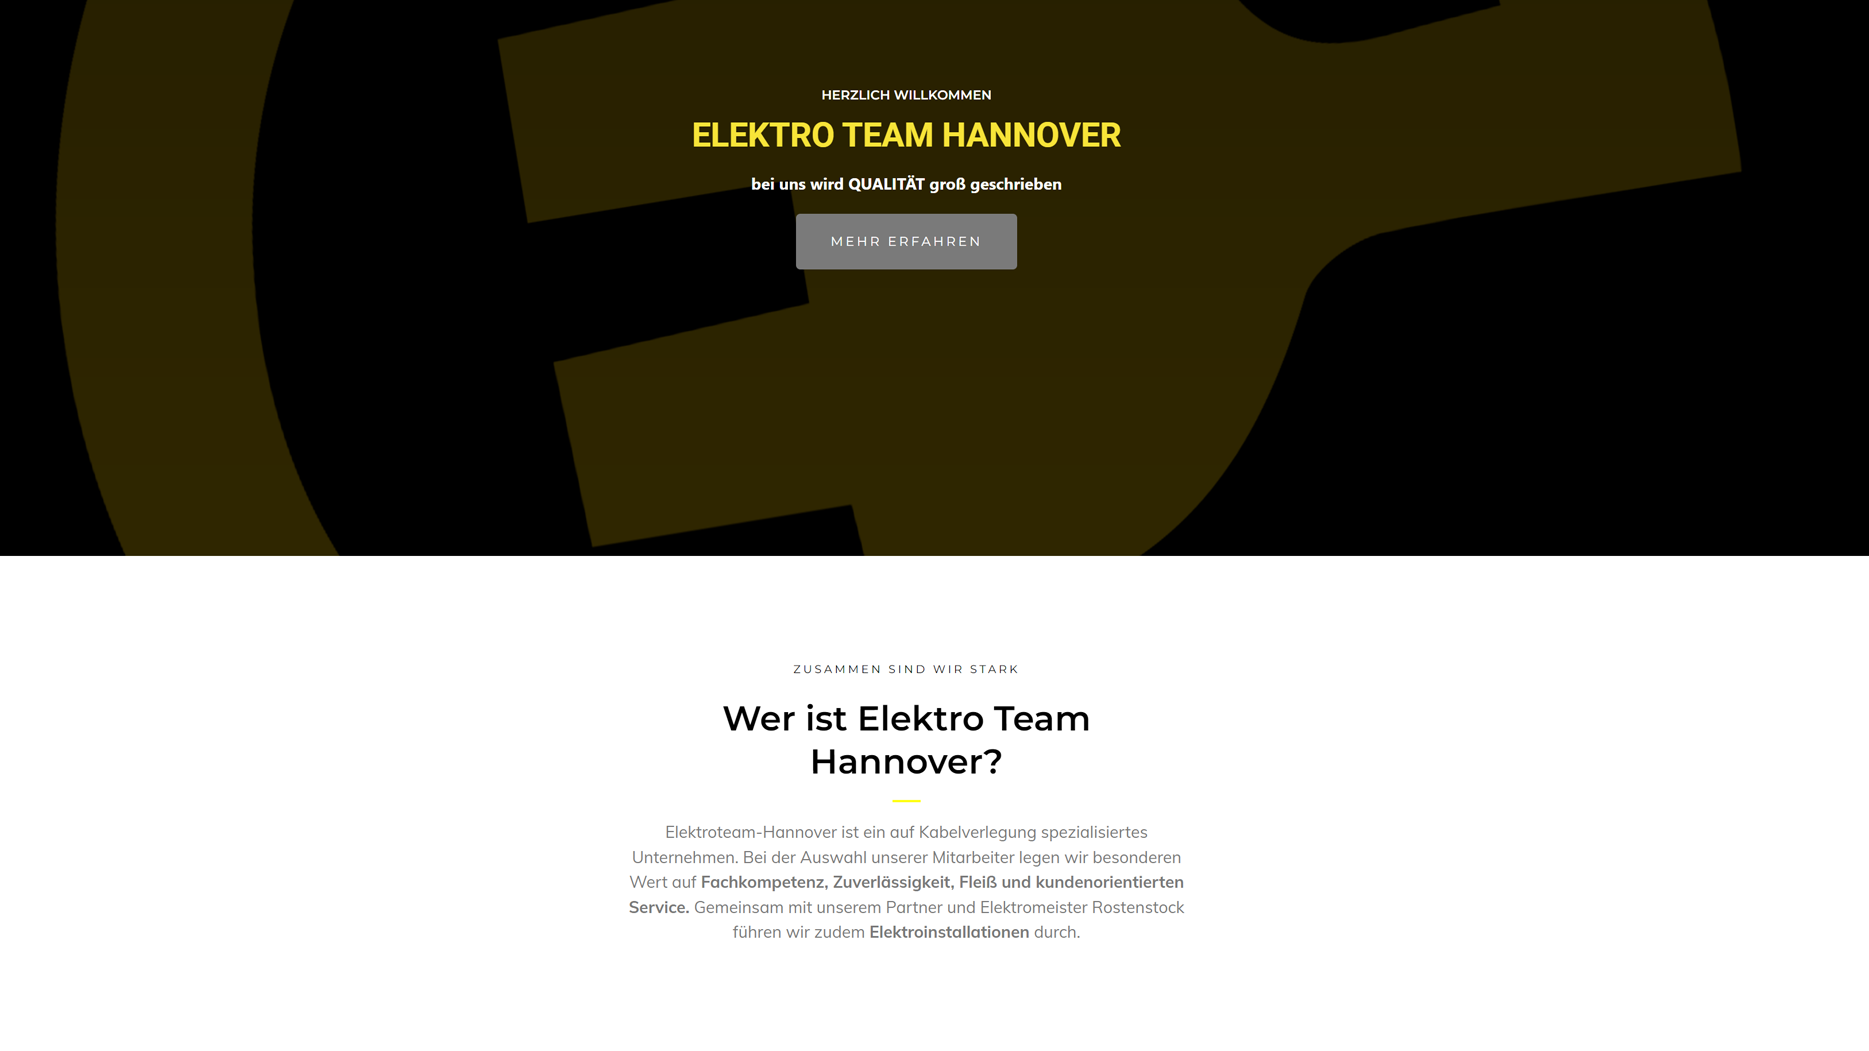 HERZLICH WILLKOMMEN
ELEKTRO TEAM HANNOVER
bei uns wird QUALITÄT groß geschrieben
MEHR ERFAHREN
ZUSAMMEN SIND WIR STARK
Wer ist Elektro Team
Hannover?
Elektroteam-Hannover ist ein auf Kabelverlegung spezialisiertes
Unternehmen. Bei der Auswahl unserer Mitarbeiter legen wir besonderen
Wert auf Fachkompetenz, Zuverlässigkeit, Fleiß und kundenorientierten
Service. Gemeinsam mit unserem Partner und Elektromeister Rostenstock
führen wir zudem Elektroinstallationen durch.